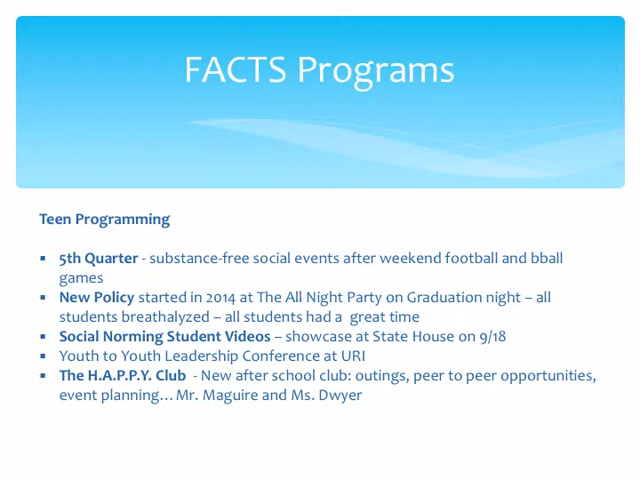 FACTS Programs
Teen Programming
▪ 5th Quarter - substance-free social events after weekend football and bball
games
▪ New Policy started in 2014 at The All Night Party on Graduation night – all
students breathalyzed – all students had a  great time
▪ Social Norming Student Videos – showcase at State House on 9/18
▪ Youth to Youth Leadership Conference at URI
▪ The H.A.P.P.Y. Club  - New after school club: outings, peer to peer opportunities,
event planning…Mr. Maguire and Ms. Dwyer